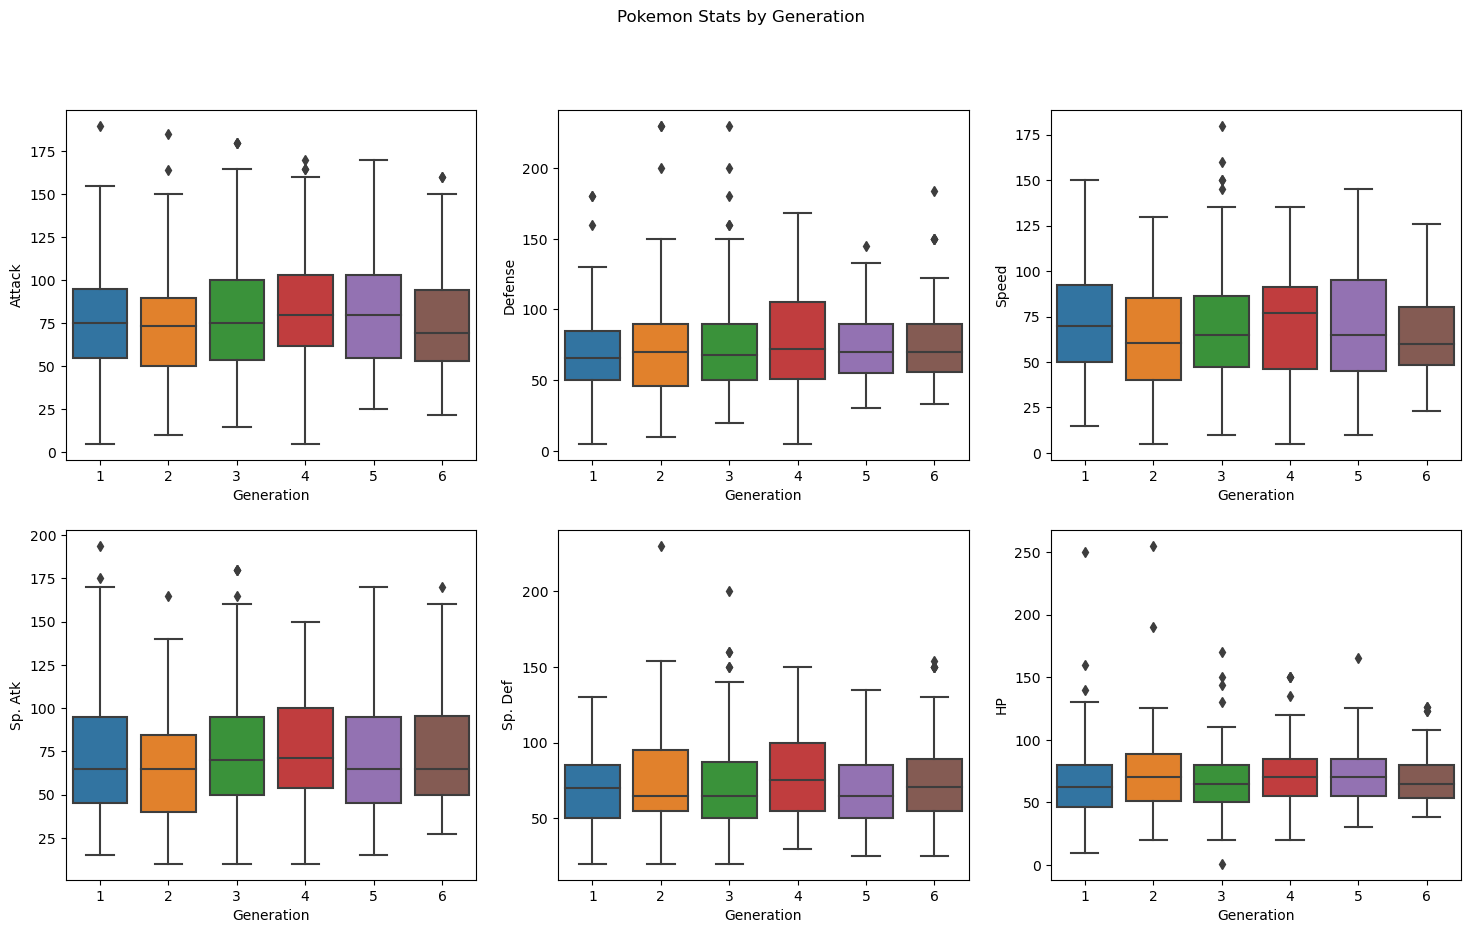 Pokemon Stats by Generation
Attack
175
150
125
100
75
50
25
0
1 2 3 4 5 6
Generation
Defense
200
150
100
50
0
1 2 3 4 5 6
Generation
Speed
175
150
125
100
75
50
25
0
1 2 3 4 5 6
Generation
Sp. Atk
200
175
150
125
100
75
50
25
1 2 3 4 5 6
Generation
Sp. Def
200
150
100
50
1 2 3 4 5 6
Generation
HP
250
200
150
100
50
0
1 2 3 4 5 6
Generation